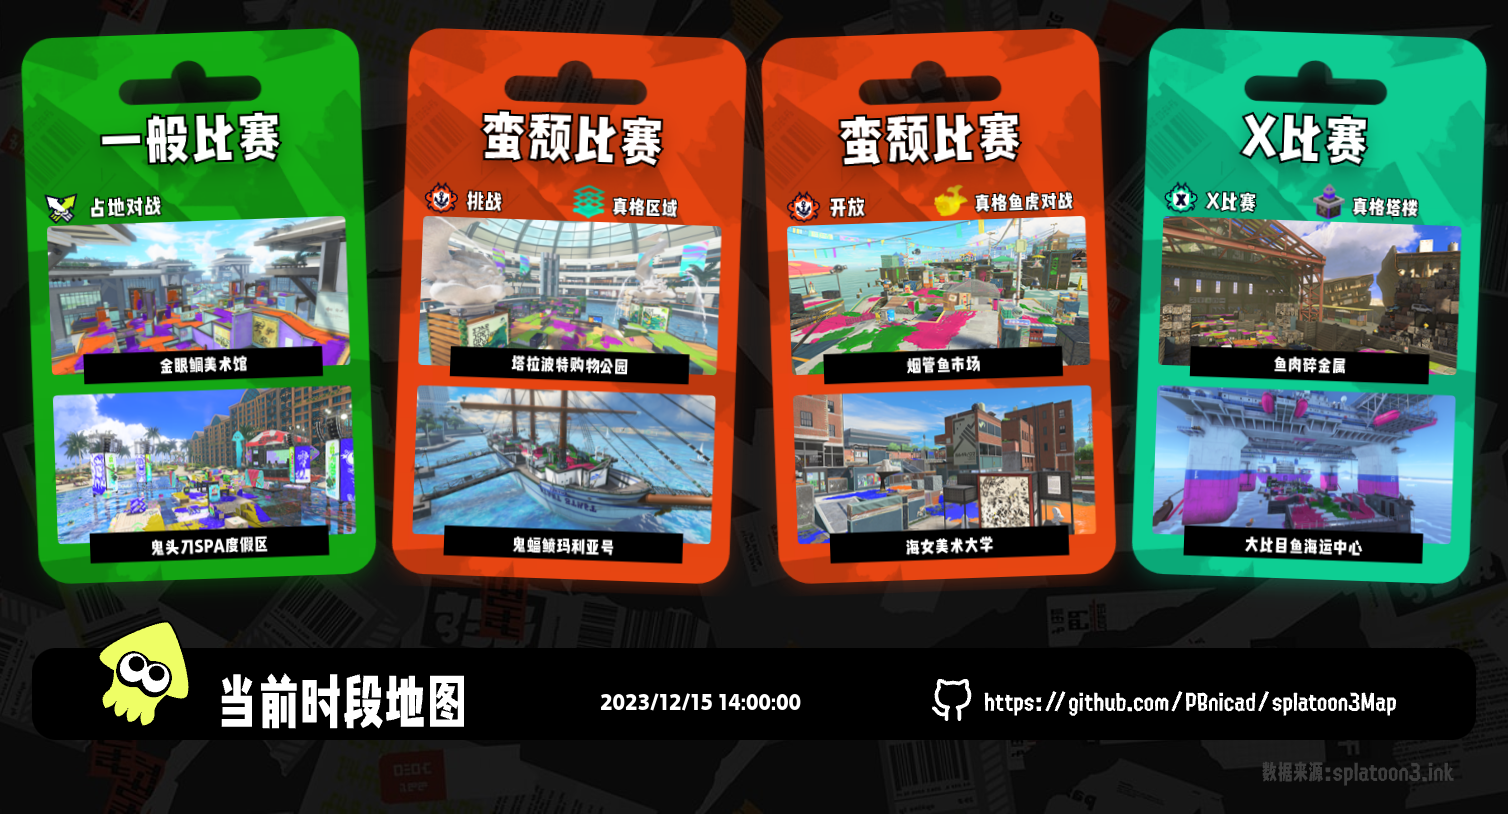 一般比赛
占地对战
金眼鲷美术馆
鬼头刀SPA度假区
蛮颓比赛
挑战
真格区域
塔拉波特购物公园
鬼蝠鲼玛利亚号
蛮颓比赛
开放
真格鱼虎对战
烟管鱼市场
海女美术大学
X比赛
X比赛
真格塔楼
鱼肉碎金属
大比目鱼海运中心
当前时段地图
2023/12/15 14:00:00
https://github.com/PBnicad/splatoon3Map
数据来源:splatoon3.ink